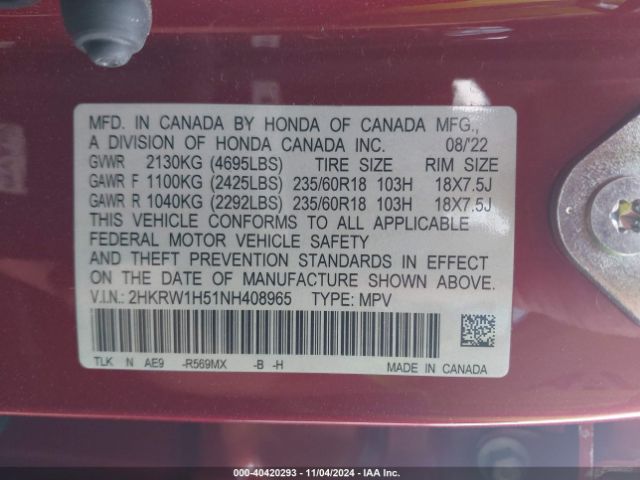 MFD. IN CANADA BY HONDA OF CANADA MFG.,
A DIVISION OF HONDA CANADA INC. 08/'22
GVWR 2130KG (4695LBS) TIRE SIZE RIM SIZE
GAWR F 1100KG (2425LBS) 235/60R18 103H 18X7.5J
GAWR R 1040KG (2292LBS) 235/60R18 103H 18X7.5J
THIS VEHICLE CONFORMS TO ALL APPLICABLE
FEDERAL MOTOR VEHICLE SAFETY
AND THEFT PREVENTION STANDARDS IN EFFECT
ON THE DATE OF MANUFACTURE SHOWN ABOVE.
V.I.N.: 2HKRW1H51NH408965 TYPE: MPV
TLK N AE9 -R569MX -B -H MADE IN CANADA
000-40420293 - 11/04/2024 - IAA Inc.